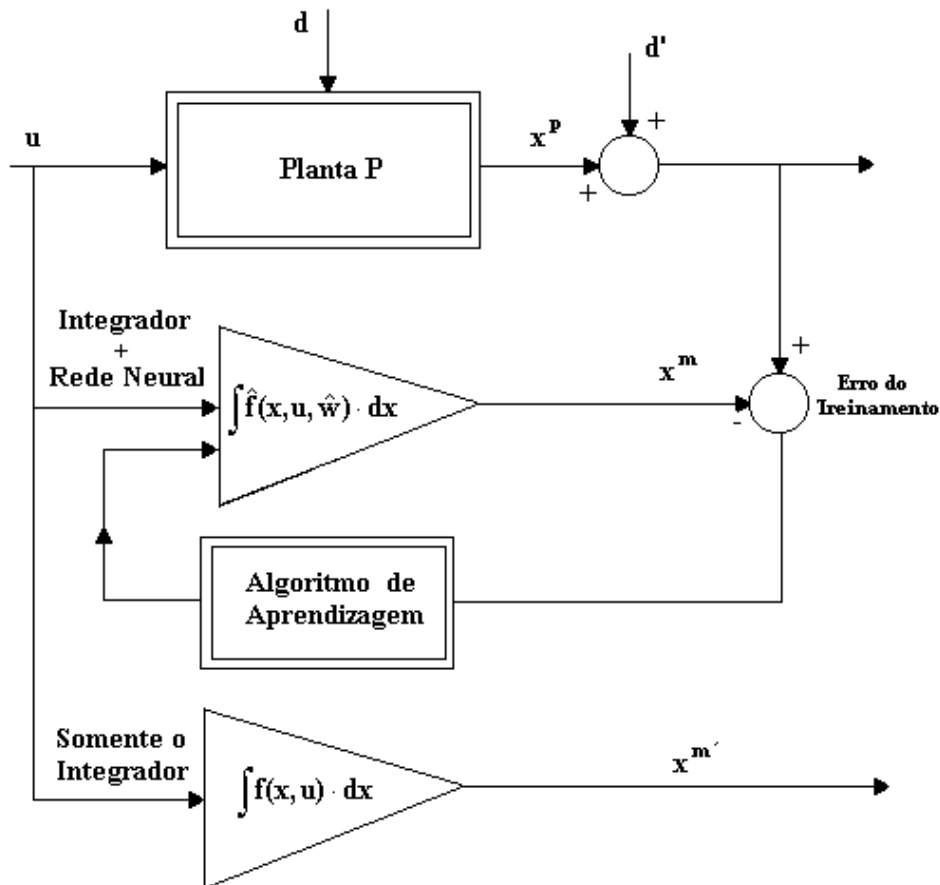 d
d'
u
Planta P
x^p
+
+
Integrador
+
Rede Neural
∫f̂(x, u, ŵ) · dx
x^m
+
-
Erro do
Treinamento
Algoritmo de
Aprendizagem
Somente o
Integrador
∫f(x, u) · dx
x^m´